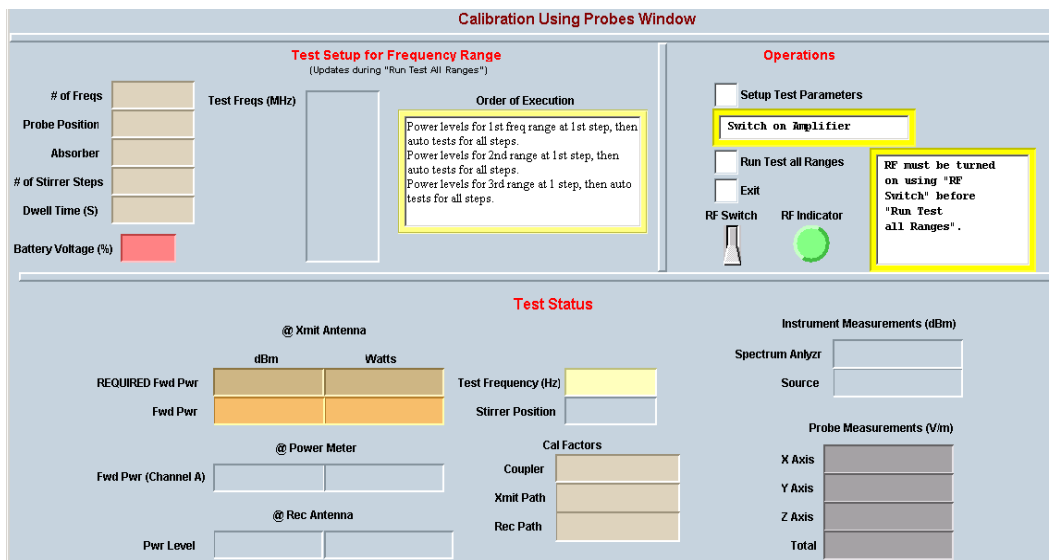 Calibration Using Probes Window
Test Setup for Frequency Range
(Updates during "Run Test All Ranges")
# of Freqs
Probe Position
Absorber
# of Stirrer Steps
Dwell Time (S)
Battery Voltage (%)
Test Freqs (MHz)
Order of Execution
Power levels for 1st freq range at 1st step, then
auto tests for all steps.
Power levels for 2nd range at 1st step, then
auto tests for all steps.
Power levels for 3rd range at 1 step, then auto
tests for all steps.
Operations
Setup Test Parameters
Switch on Amplifier
Run Test all Ranges
Exit
RF Switch
RF Indicator
RF must be turned
on using "RF
Switch" before
"Run Test
all Ranges".
Test Status
@ Xmit Antenna
dBm
Watts
REQUIRED Fwd Pwr
Fwd Pwr
@ Power Meter
Fwd Pwr (Channel A)
@ Rec Antenna
Pwr Level
Test Frequency (Hz)
Stirrer Position
Cal Factors
Coupler
Xmit Path
Rec Path
Instrument Measurements (dBm)
Spectrum Anlyzr
Source
Probe Measurements (V/m)
X Axis
Y Axis
Z Axis
Total